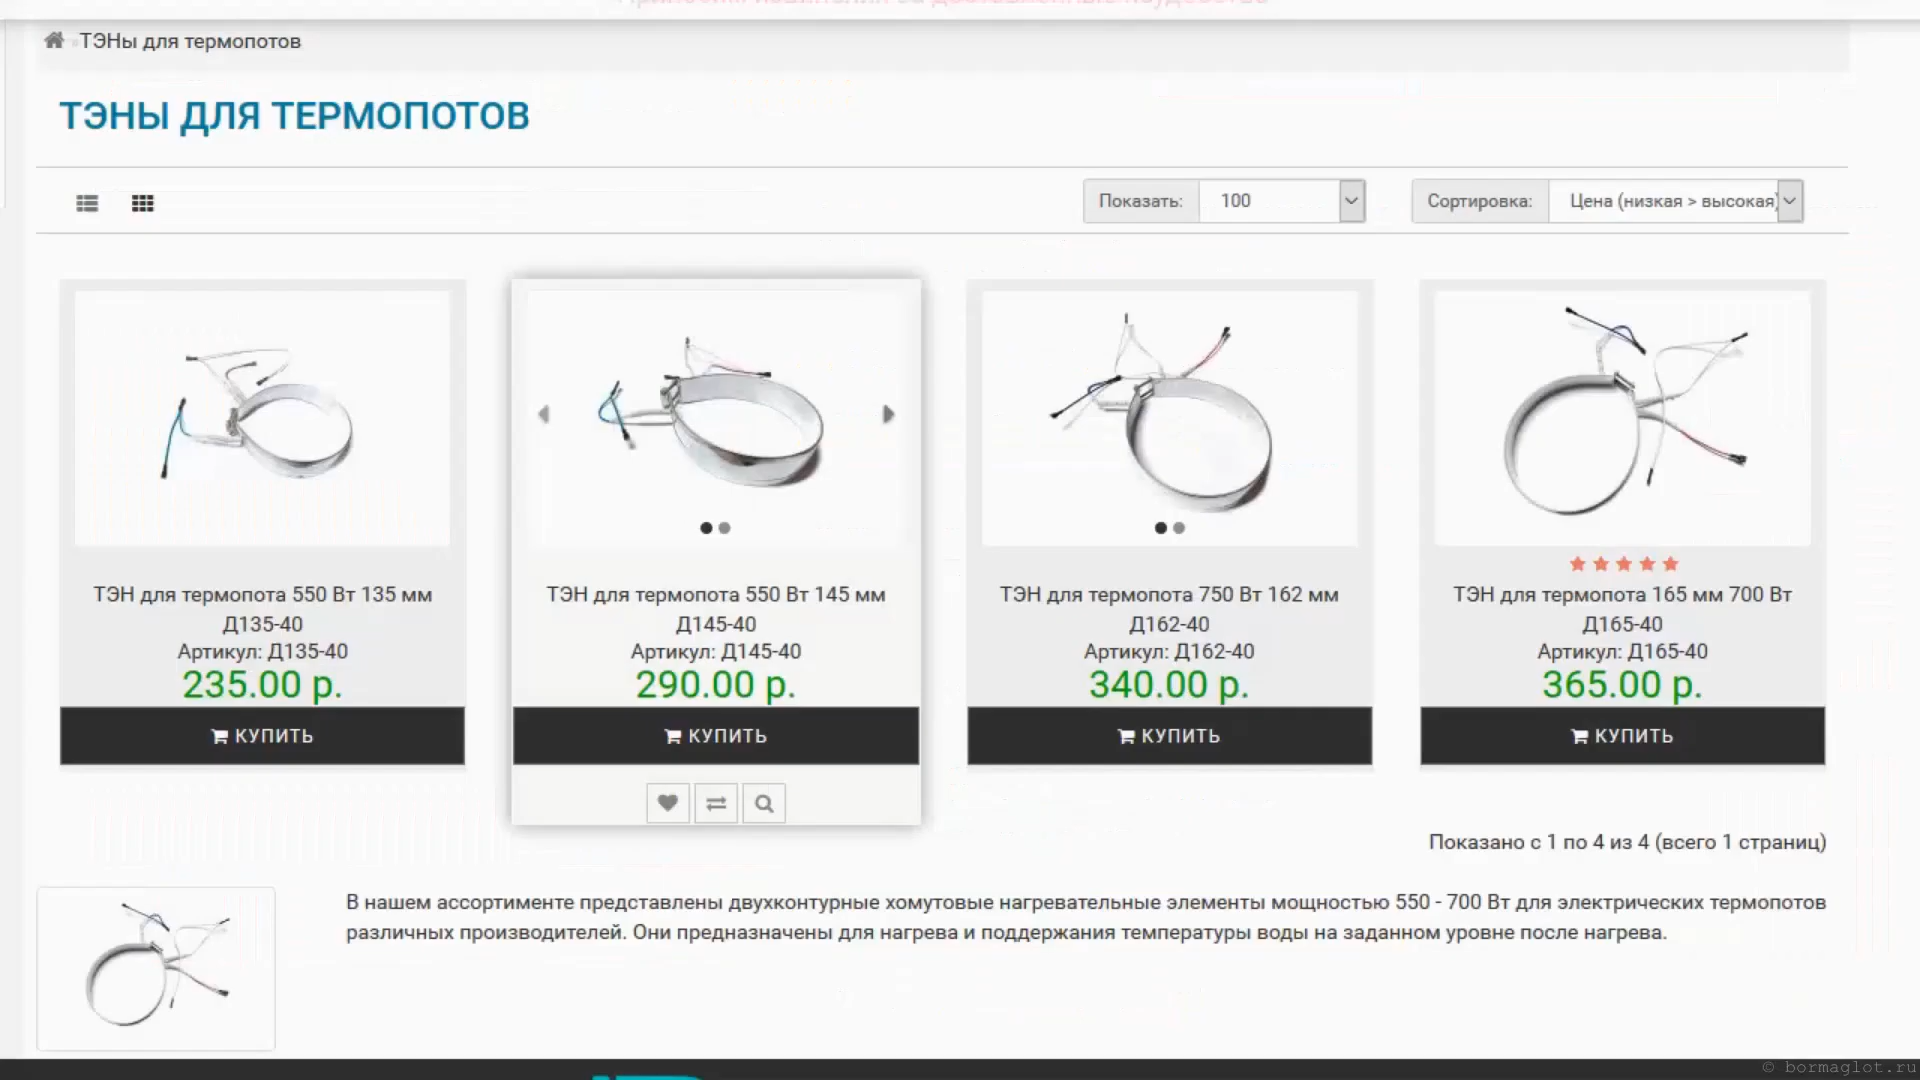 ТЭНы для термопотов
ТЭНЫ ДЛЯ ТЕРМОПОТОВ
Показать: 100 Сортировка: Цена (низкая > высокая)
ТЭН для термопота 550 Вт 135 мм
Д135-40
Артикул: Д135-40
235.00 р.
КУПИТЬ
ТЭН для термопота 550 Вт 145 мм
Д145-40
Артикул: Д145-40
290.00 р.
КУПИТЬ
ТЭН для термопота 750 Вт 162 мм
Д162-40
Артикул: Д162-40
340.00 р.
КУПИТЬ
ТЭН для термопота 165 мм 700 Вт
Д165-40
Артикул: Д165-40
365.00 р.
КУПИТЬ
Показано с 1 по 4 из 4 (всего 1 страниц)
В нашем ассортименте представлены двухконтурные хомутовые нагревательные элементы мощностью 550 - 700 Вт для электрических термопотов
различных производителей. Они предназначены для нагрева и поддержания температуры воды на заданном уровне после нагрева.
© bormaglot.ru